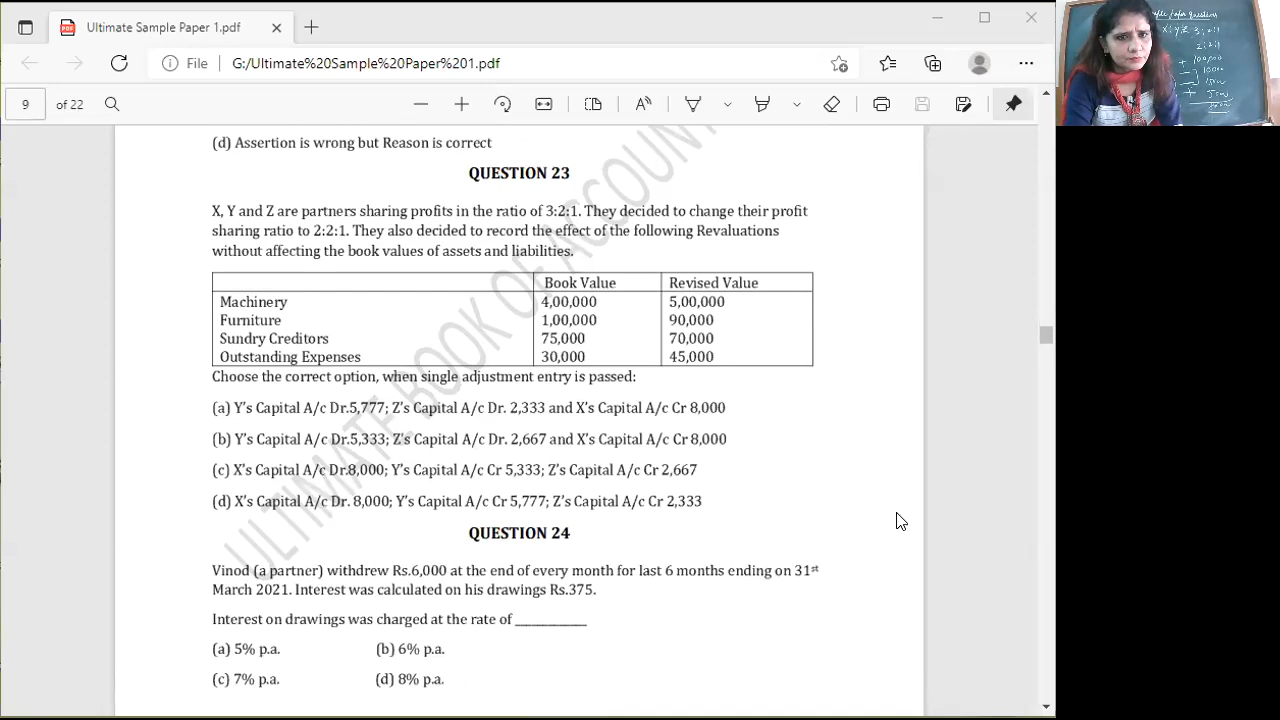 Ultimate Sample Paper 1.pdf
File G:/Ultimate%20Sample%20Paper%201.pdf
9 of 22
(d) Assertion is wrong but Reason is correct
QUESTION 23
X, Y and Z are partners sharing profits in the ratio of 3:2:1. They decided to change their profit
sharing ratio to 2:2:1. They also decided to record the effect of the following Revaluations
without affecting the book values of assets and liabilities.
Book Value Revised Value
Machinery 4,00,000 5,00,000
Furniture 1,00,000 90,000
Sundry Creditors 75,000 70,000
Outstanding Expenses 30,000 45,000
Choose the correct option, when single adjustment entry is passed:
(a) Y's Capital A/c Dr.5,777; Z's Capital A/c Dr. 2,333 and X's Capital A/c Cr 8,000
(b) Y's Capital A/c Dr.5,333; Z's Capital A/c Dr. 2,667 and X's Capital A/c Cr 8,000
(c) X's Capital A/c Dr.8,000; Y's Capital A/c Cr 5,333; Z's Capital A/c Cr 2,667
(d) X's Capital A/c Dr. 8,000; Y's Capital A/c Cr 5,777; Z's Capital A/c Cr 2,333
QUESTION 24
Vinod (a partner) withdrew Rs.6,000 at the end of every month for last 6 months ending on 31st
March 2021. Interest was calculated on his drawings Rs.375.
Interest on drawings was charged at the rate of ____________
(a) 5% p.a. (b) 6% p.a.
(c) 7% p.a. (d) 8% p.a.
ULTIMATE BOOK OF ACCOUNT
Paper Questions
2:2:1